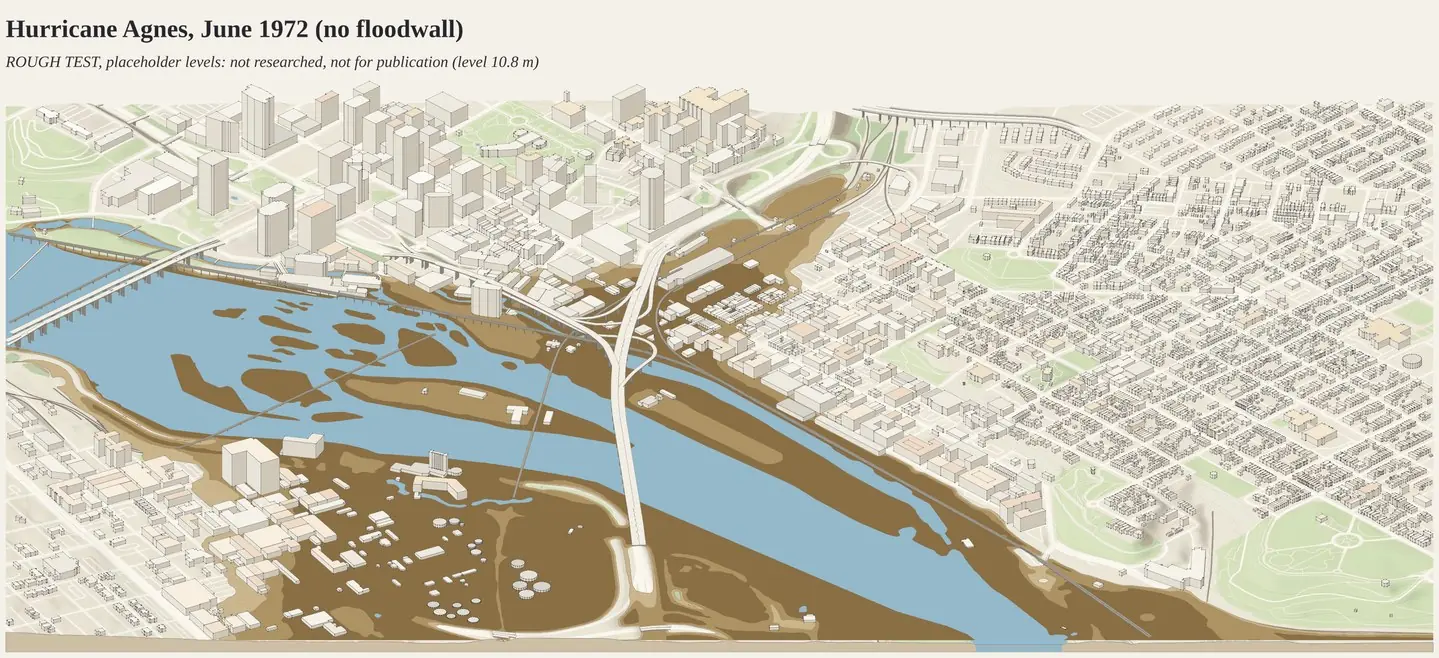 Hurricane Agnes, June 1972 (no floodwall)
ROUGH TEST, placeholder levels: not researched, not for publication (level 10.8 m)